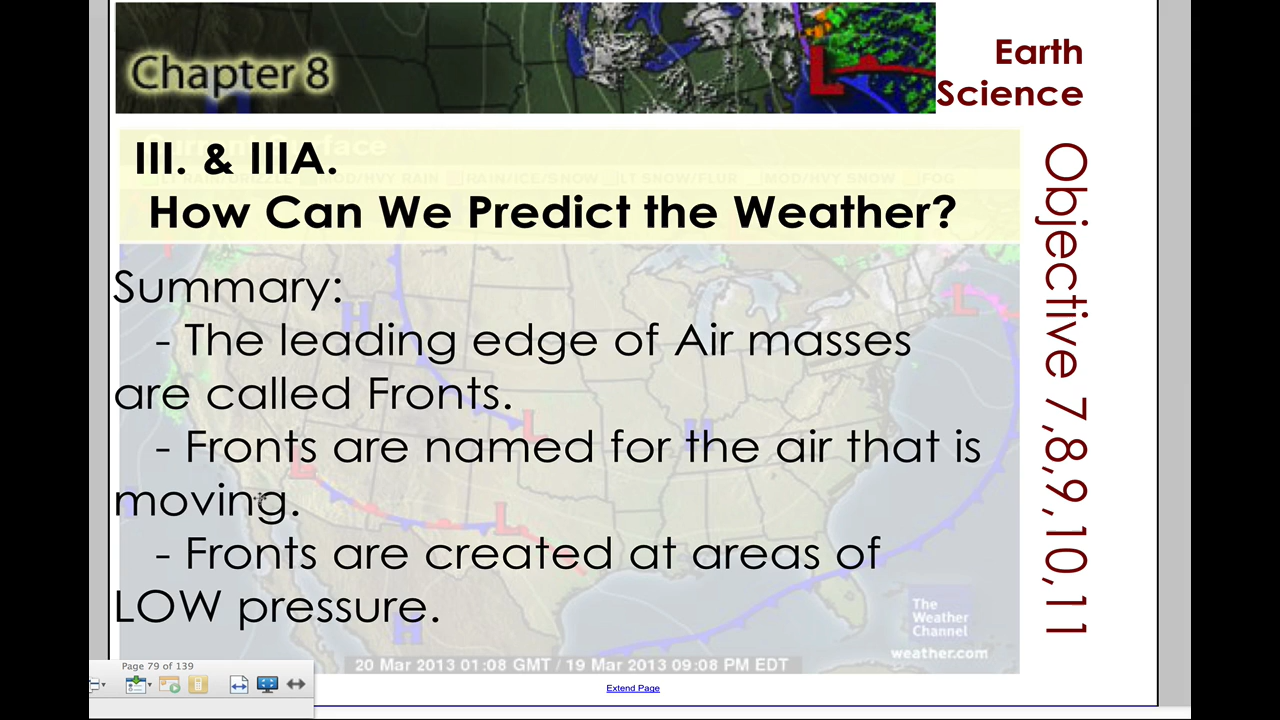 Chapter 8
Earth
Science
III. & IIIA.
How Can We Predict the Weather?
Objective 7,8,9,10,11
Summary:
- The leading edge of Air masses
are called Fronts.
- Fronts are named for the air that is
moving.
- Fronts are created at areas of
LOW pressure.
L
H
L
L
H
L
L
H
The
Weather
Channel
weather.com
20 Mar 2013 01:08 GMT / 19 Mar 2013 09:08 PM EDT
Page 79 of 139
Extend Page